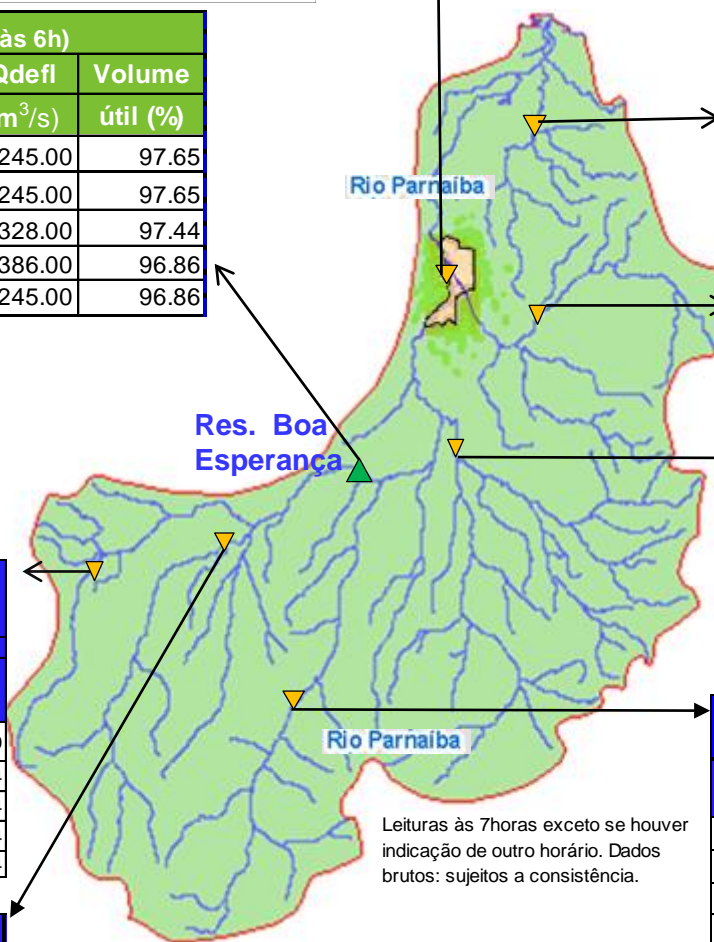 às 6h)
Qdefl Volume
m³/s) útil (%)
245.00 97.65
245.00 97.65
328.00 97.44
386.00 96.86
245.00 96.86
Rio Parnaíba
Res. Boa
Esperança
Rio Parnaíba
Leituras às 7horas exceto se houver
indicação de outro horário. Dados
brutos: sujeitos a consistência.